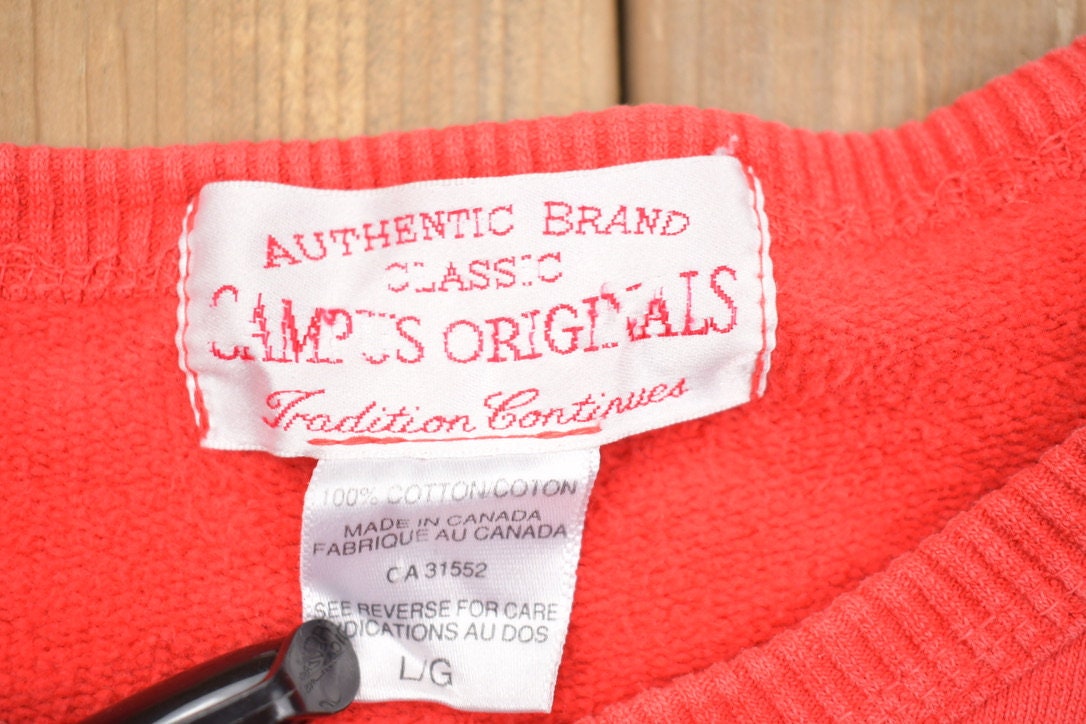 AUTHENTIC BRAND
CLASSIC
CAMPUS ORIGINALS
Tradition Continues
100% COTTON/COTON
MADE IN CANADA
FABRIQUE AU CANADA
CA 31552
SEE REVERSE FOR CARE
INDICATIONS AU DOS
L/G